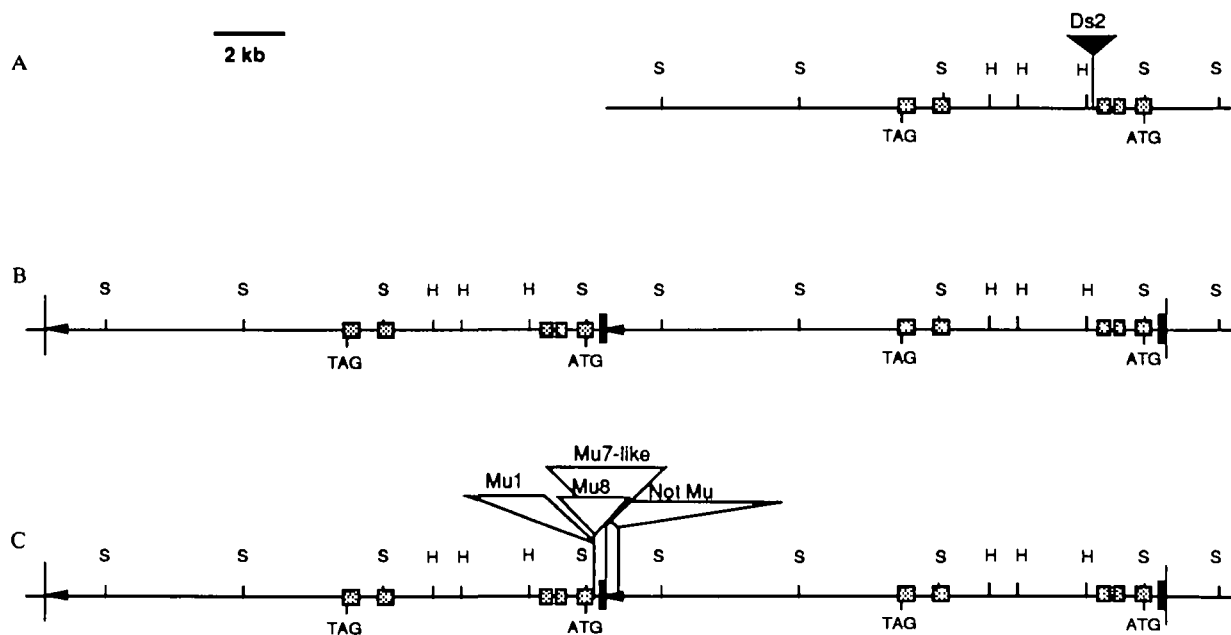 Ds2
2 kb
A
S S S H H H S S
TAG ATG
B
S S S H H H S S S S H H H S S
TAG ATG TAG ATG
Mu7-like
Mu1 Mu8 Not Mu
C
S S S H H H S S S S H H H S S
TAG ATG TAG ATG